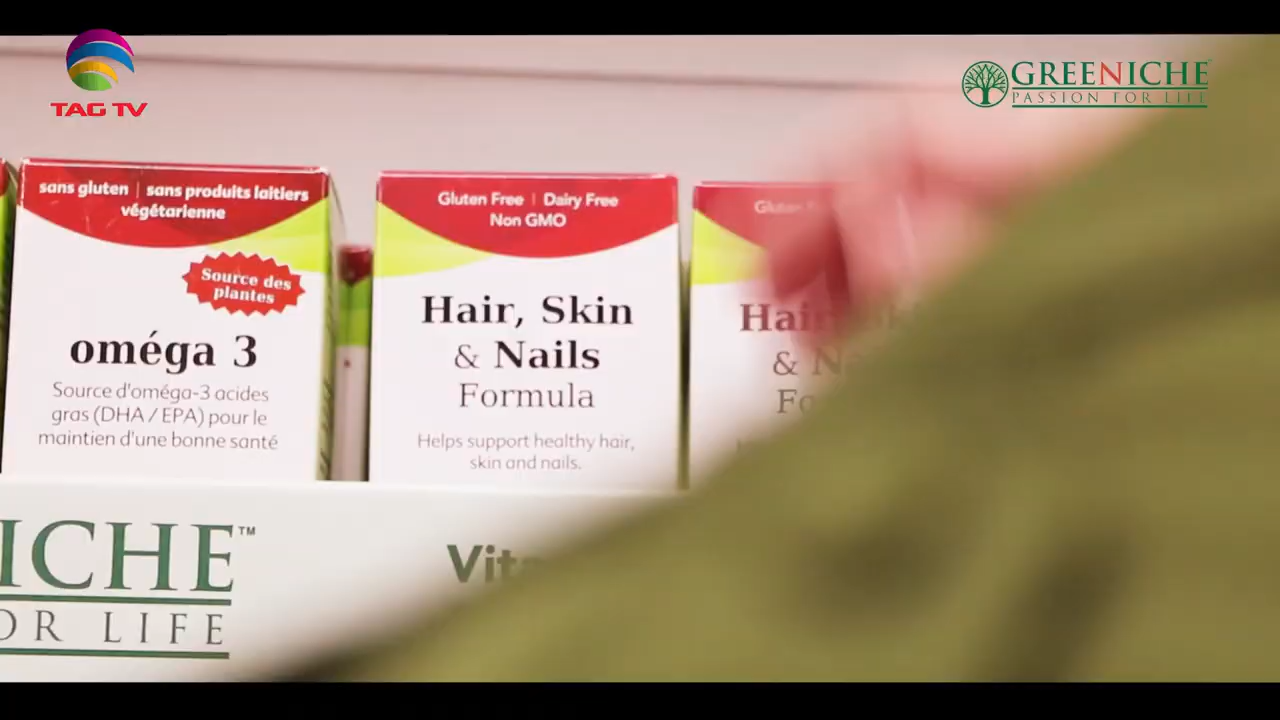 TAG TV
GREENICHE
PASSION FOR LIFE
sans gluten | sans produits laitiers
végétarienne
Source des
plantes
oméga 3
Source d'oméga-3 acides
gras (DHA / EPA) pour le
maintien d'une bonne santé
Gluten Free | Dairy Free
Non GMO
Hair, Skin
& Nails
Formula
Helps support healthy hair,
skin and nails.
Hair,
&
ICHE™
OR LIFE